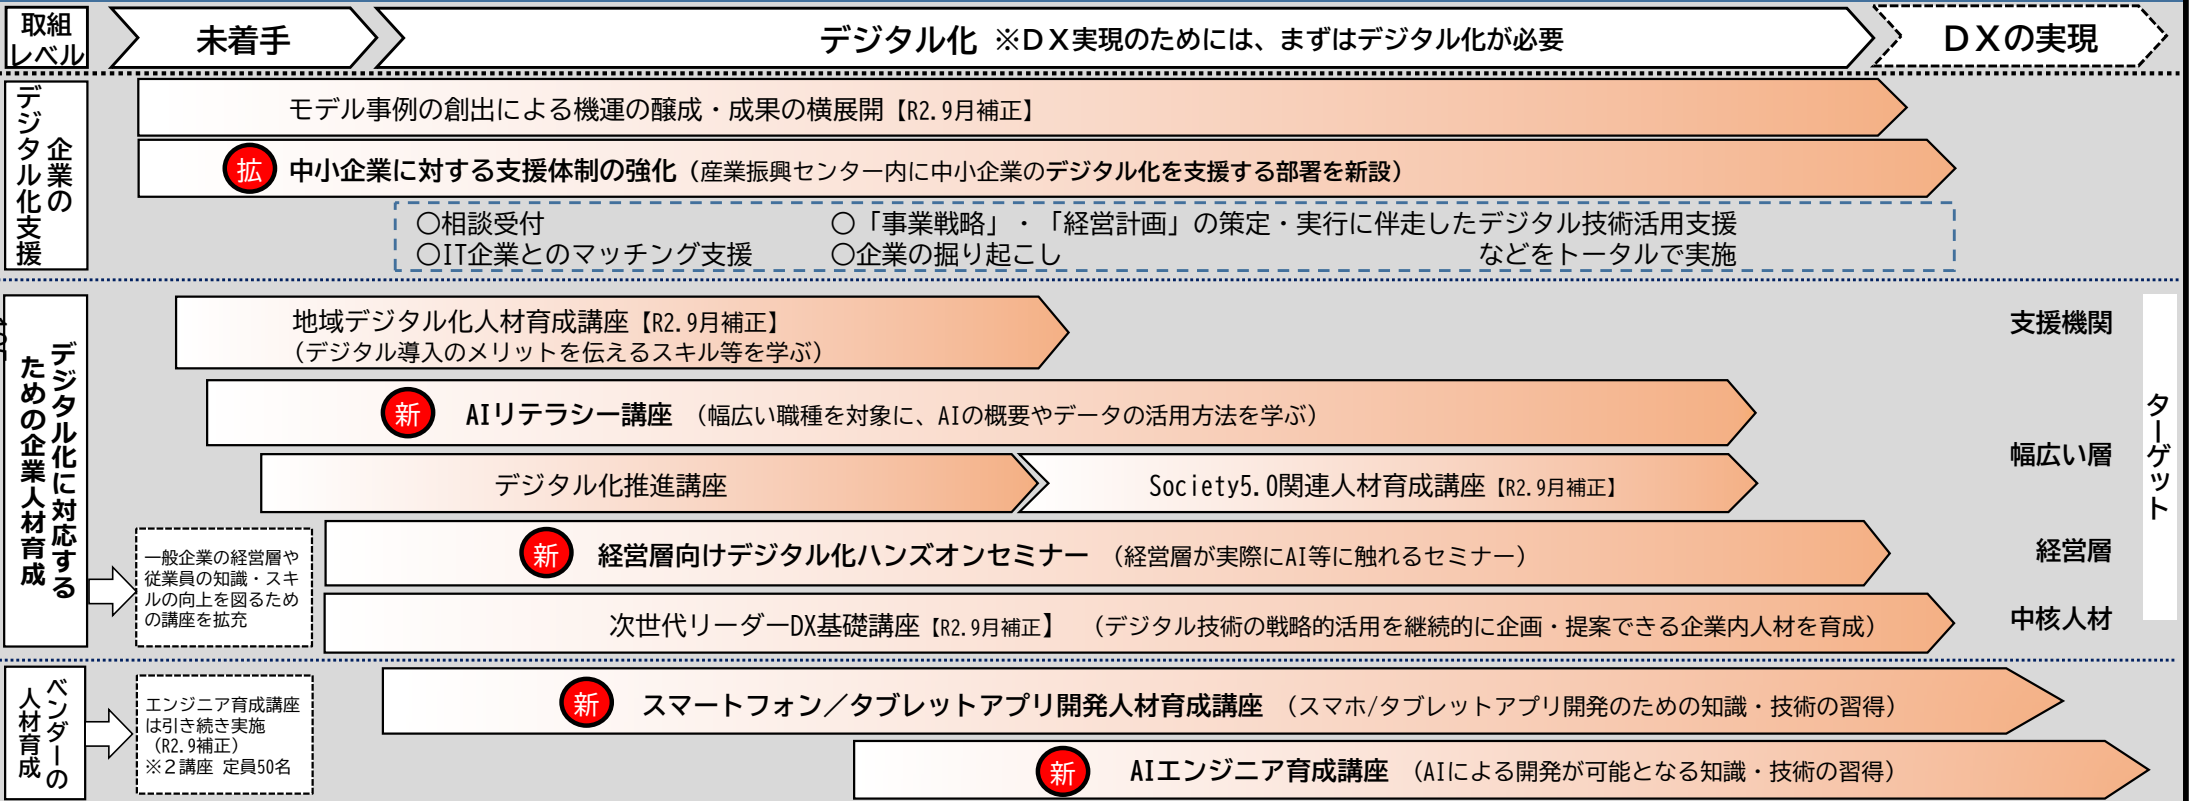 取組
レベル
未着手
デジタル化 ※ＤＸ実現のためには、まずはデジタル化が必要
ＤＸの実現
企業の
デジタル化支援
モデル事例の創出による機運の醸成・成果の横展開【R2.9月補正】
拡 中小企業に対する支援体制の強化（産業振興センター内に中小企業のデジタル化を支援する部署を新設）
〇相談受付 〇「事業戦略」・「経営計画」の策定・実行に伴走したデジタル技術活用支援
〇IT企業とのマッチング支援 〇企業の掘り起こし などをトータルで実施
デジタル化に対応する
ための企業人材育成
地域デジタル化人材育成講座【R2.9月補正】
（デジタル導入のメリットを伝えるスキル等を学ぶ）
支援機関
ターゲット
新 AIリテラシー講座 （幅広い職種を対象に、AIの概要やデータの活用方法を学ぶ）
幅広い層
デジタル化推進講座
Society5.0関連人材育成講座【R2.9月補正】
一般企業の経営層や
従業員の知識・スキ
ルの向上を図るため
の講座を拡充
新 経営層向けデジタル化ハンズオンセミナー （経営層が実際にAI等に触れるセミナー）
経営層
次世代リーダーDX基礎講座【R2.9月補正】 （デジタル技術の戦略的活用を継続的に企画・提案できる企業内人材を育成）
中核人材
ベンダーの
人材育成
エンジニア育成講座
は引き続き実施
（R2.9補正）
※２講座 定員50名
新 スマートフォン／タブレットアプリ開発人材育成講座 （スマホ/タブレットアプリ開発のための知識・技術の習得）
新 AIエンジニア育成講座 （AIによる開発が可能となる知識・技術の習得）